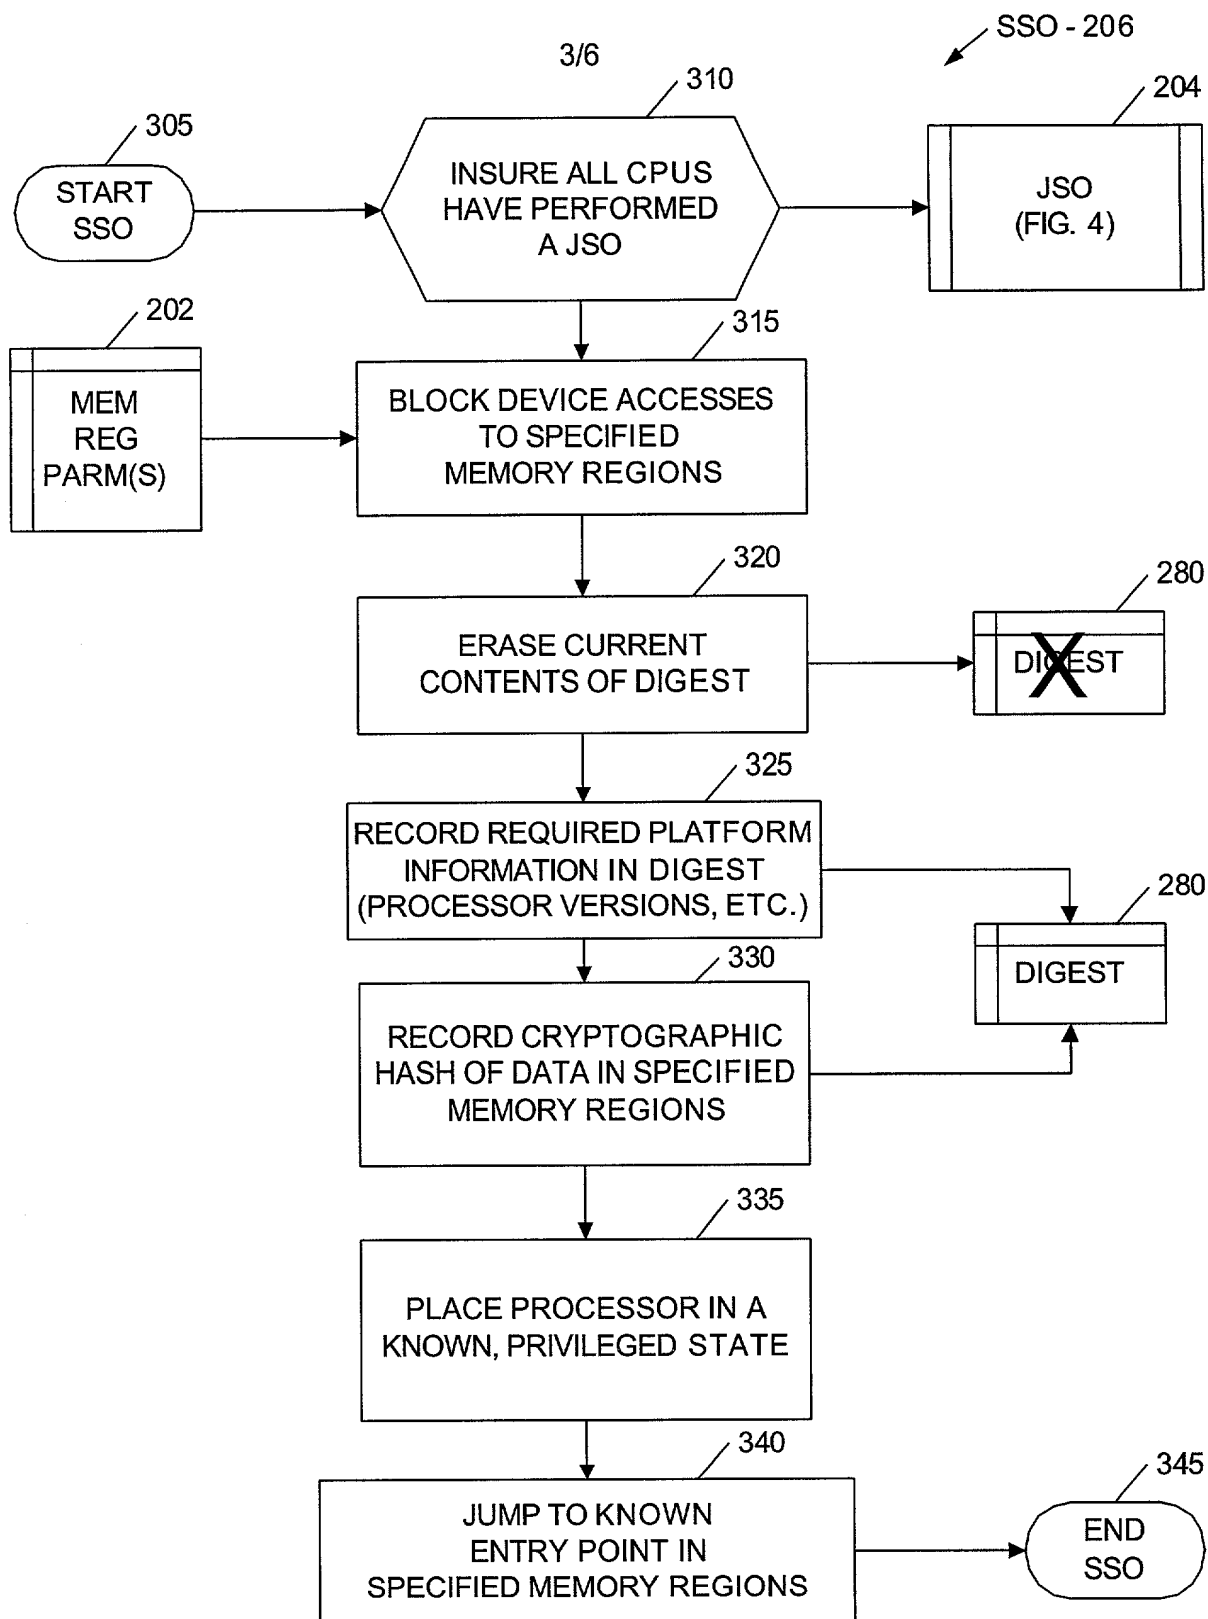 SSO - 206
3/6
310
204
305
START
SSO
INSURE ALL CPUS
HAVE PERFORMED
A JSO
JSO
(FIG. 4)
202
315
MEM
REG
PARM(S)
BLOCK DEVICE ACCESSES
TO SPECIFIED
MEMORY REGIONS
320
280
ERASE CURRENT
CONTENTS OF DIGEST
DIGEST
X
325
RECORD REQUIRED PLATFORM
INFORMATION IN DIGEST
(PROCESSOR VERSIONS, ETC.)
280
DIGEST
330
RECORD CRYPTOGRAPHIC
HASH OF DATA IN SPECIFIED
MEMORY REGIONS
335
PLACE PROCESSOR IN A
KNOWN, PRIVILEGED STATE
340
345
JUMP TO KNOWN
ENTRY POINT IN
SPECIFIED MEMORY REGIONS
END
SSO